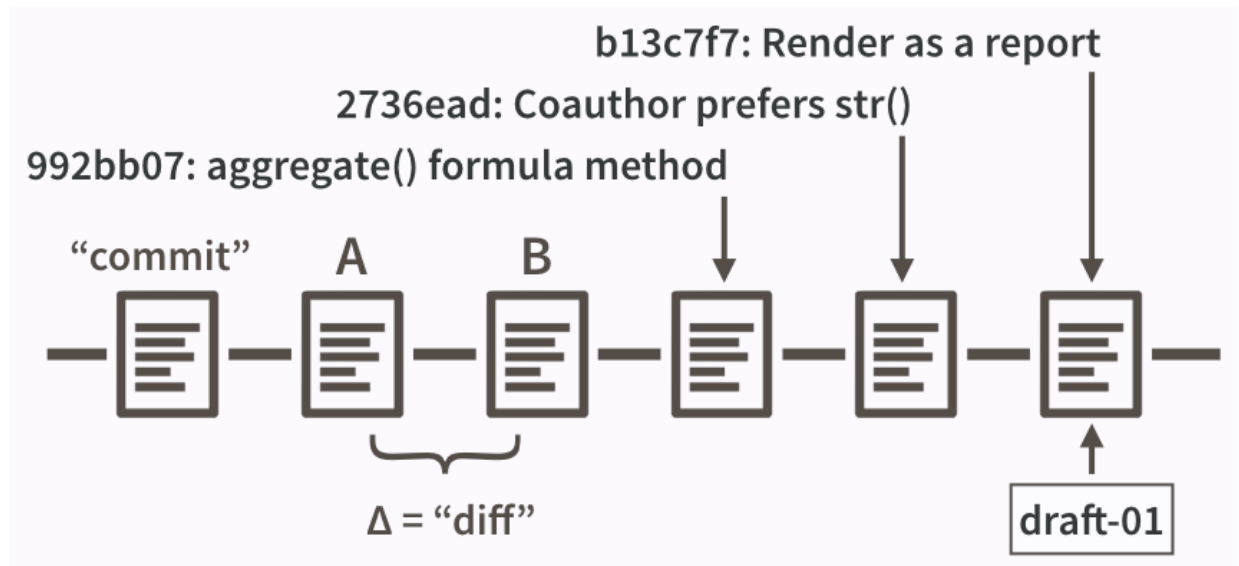 b13c7f7: Render as a report
2736ead: Coauthor prefers str()
992bb07: aggregate() formula method
“commit” A B
Δ = “diff”
draft-01